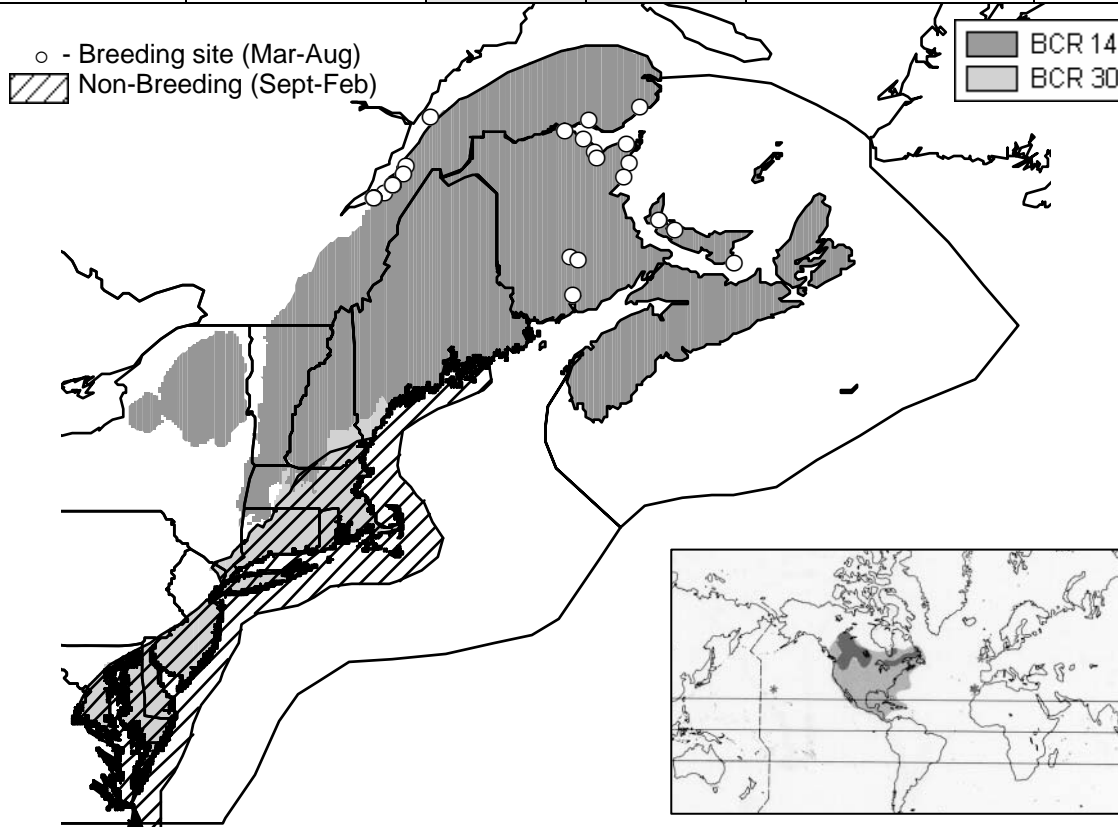 ○ - Breeding site (Mar-Aug)
Non-Breeding (Sept-Feb)
BCR 14
BCR 30